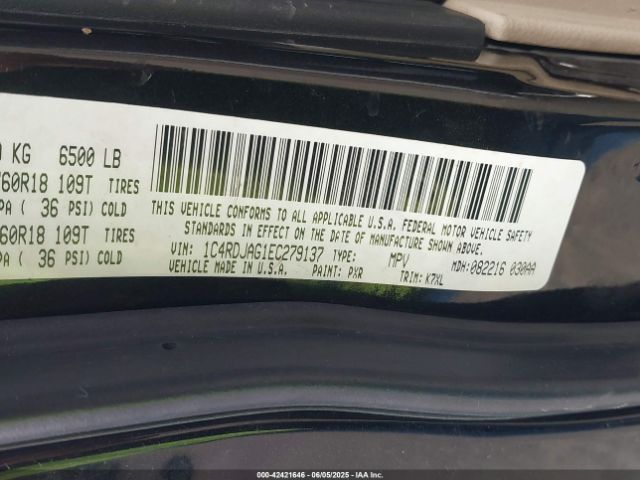 KG 6500 LB
60R18 109T TIRES
PA ( 36 PSI) COLD
60R18 109T TIRES
PA ( 36 PSI) COLD
THIS VEHICLE CONFORMS TO ALL APPLICABLE U.S.A. FEDERAL MOTOR VEHICLE SAFETY
STANDARDS IN EFFECT ON THE DATE OF MANUFACTURE SHOWN ABOVE.
VIN: 1C4RDJAG1EC279137 TYPE: MPV MDH: 082216 030AA
VEHICLE MADE IN U.S.A. PAINT: PXR TRIM: K7XL
000-42421646 - 06/05/2025 - IAA Inc.